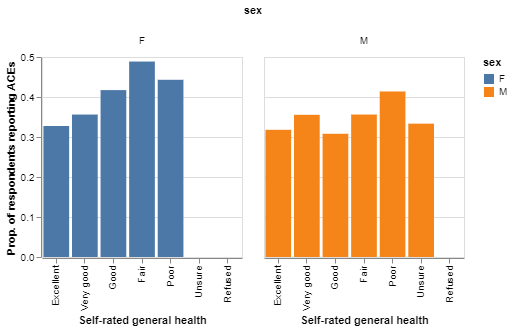 sex
F
M
Prop. of respondents reporting ACEs
0.5
0.4
0.3
0.2
0.1
0.0
Excellent
Very good
Good
Fair
Poor
Unsure
Refused
Self-rated general health
Excellent
Very good
Good
Fair
Poor
Unsure
Refused
Self-rated general health
sex
F
M